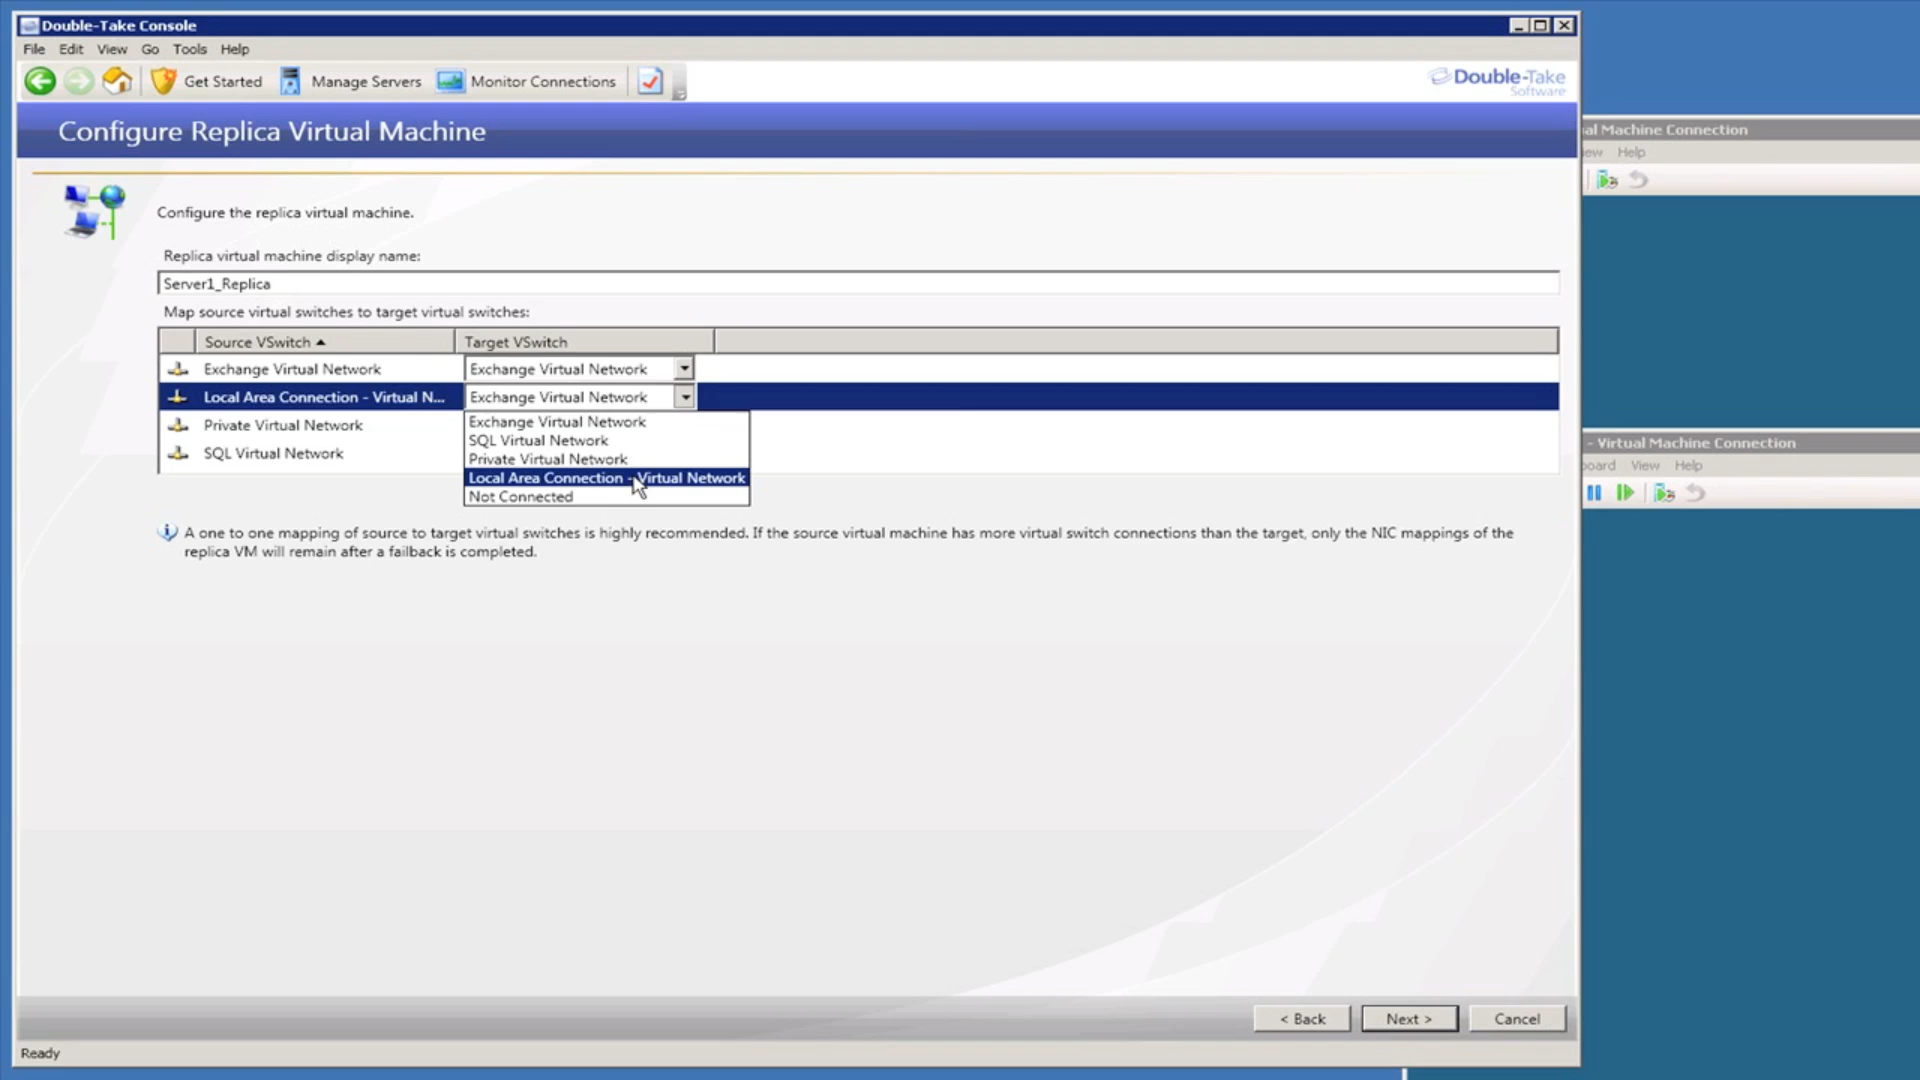 Double-Take Console
File Edit View Go Tools Help
Get Started Manage Servers Monitor Connections
Double-Take
Software
Configure Replica Virtual Machine
al Machine Connection
iew Help
Configure the replica virtual machine.
Replica virtual machine display name:
Server1_Replica
Map source virtual switches to target virtual switches:
Source VSwitch Target VSwitch
Exchange Virtual Network Exchange Virtual Network
Local Area Connection - Virtual N... Exchange Virtual Network
Private Virtual Network
SQL Virtual Network
Exchange Virtual Network
SQL Virtual Network
Private Virtual Network
Local Area Connection - Virtual Network
Not Connected
- Virtual Machine Connection
board View Help
A one to one mapping of source to target virtual switches is highly recommended. If the source virtual machine has more virtual switch connections than the target, only the NIC mappings of the
replica VM will remain after a failback is completed.
< Back Next > Cancel
Ready